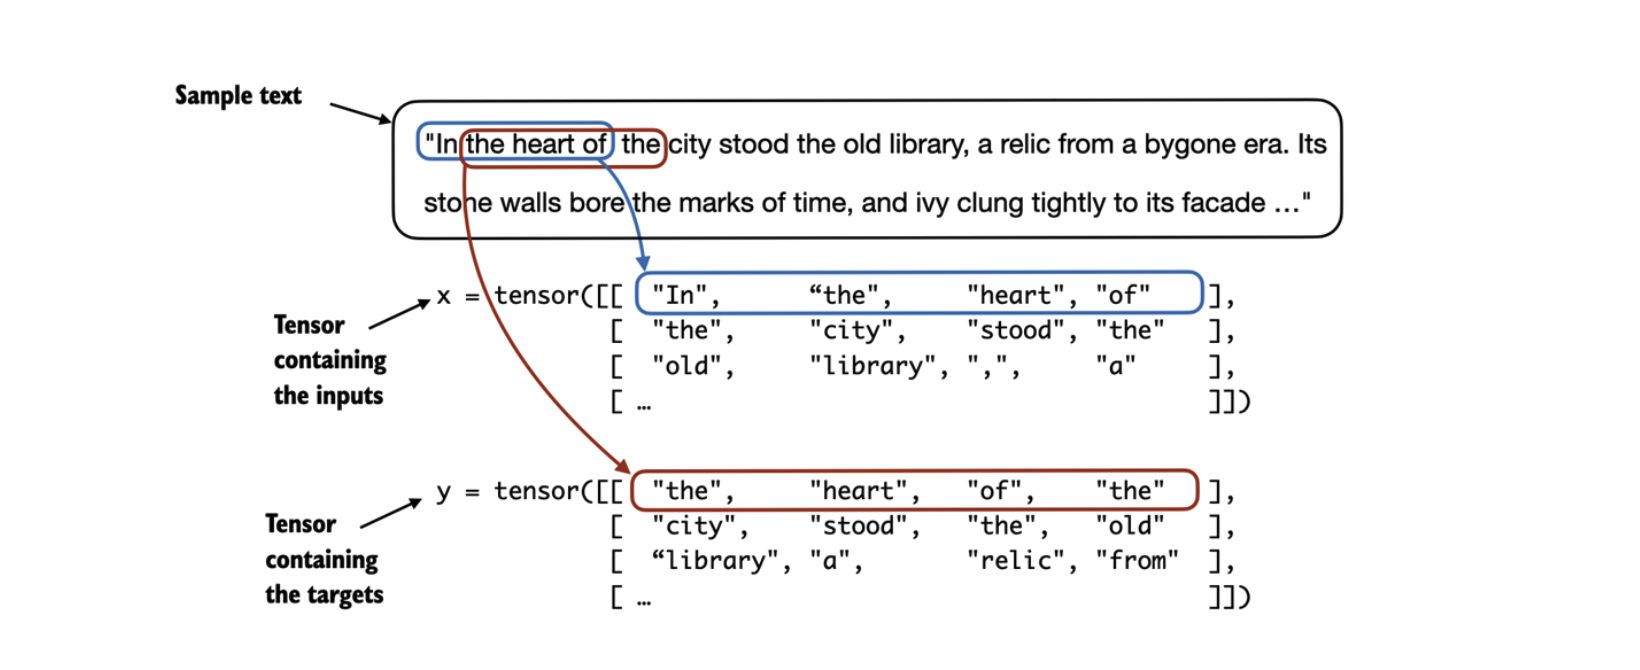 Sample text
"In the heart of the city stood the old library, a relic from a bygone era. Its
stone walls bore the marks of time, and ivy clung tightly to its facade ..."
x = tensor([[ "In", “the", "heart", "of" ],
[ "the", "city", "stood", "the" ],
[ "old", "library", ",", "a" ],
[ … ]])
Tensor
containing
the inputs
y = tensor([[ "the", "heart", "of", "the" ],
[ "city", "stood", "the", "old" ],
[ “library", "a", "relic", "from" ],
[ … ]])
Tensor
containing
the targets